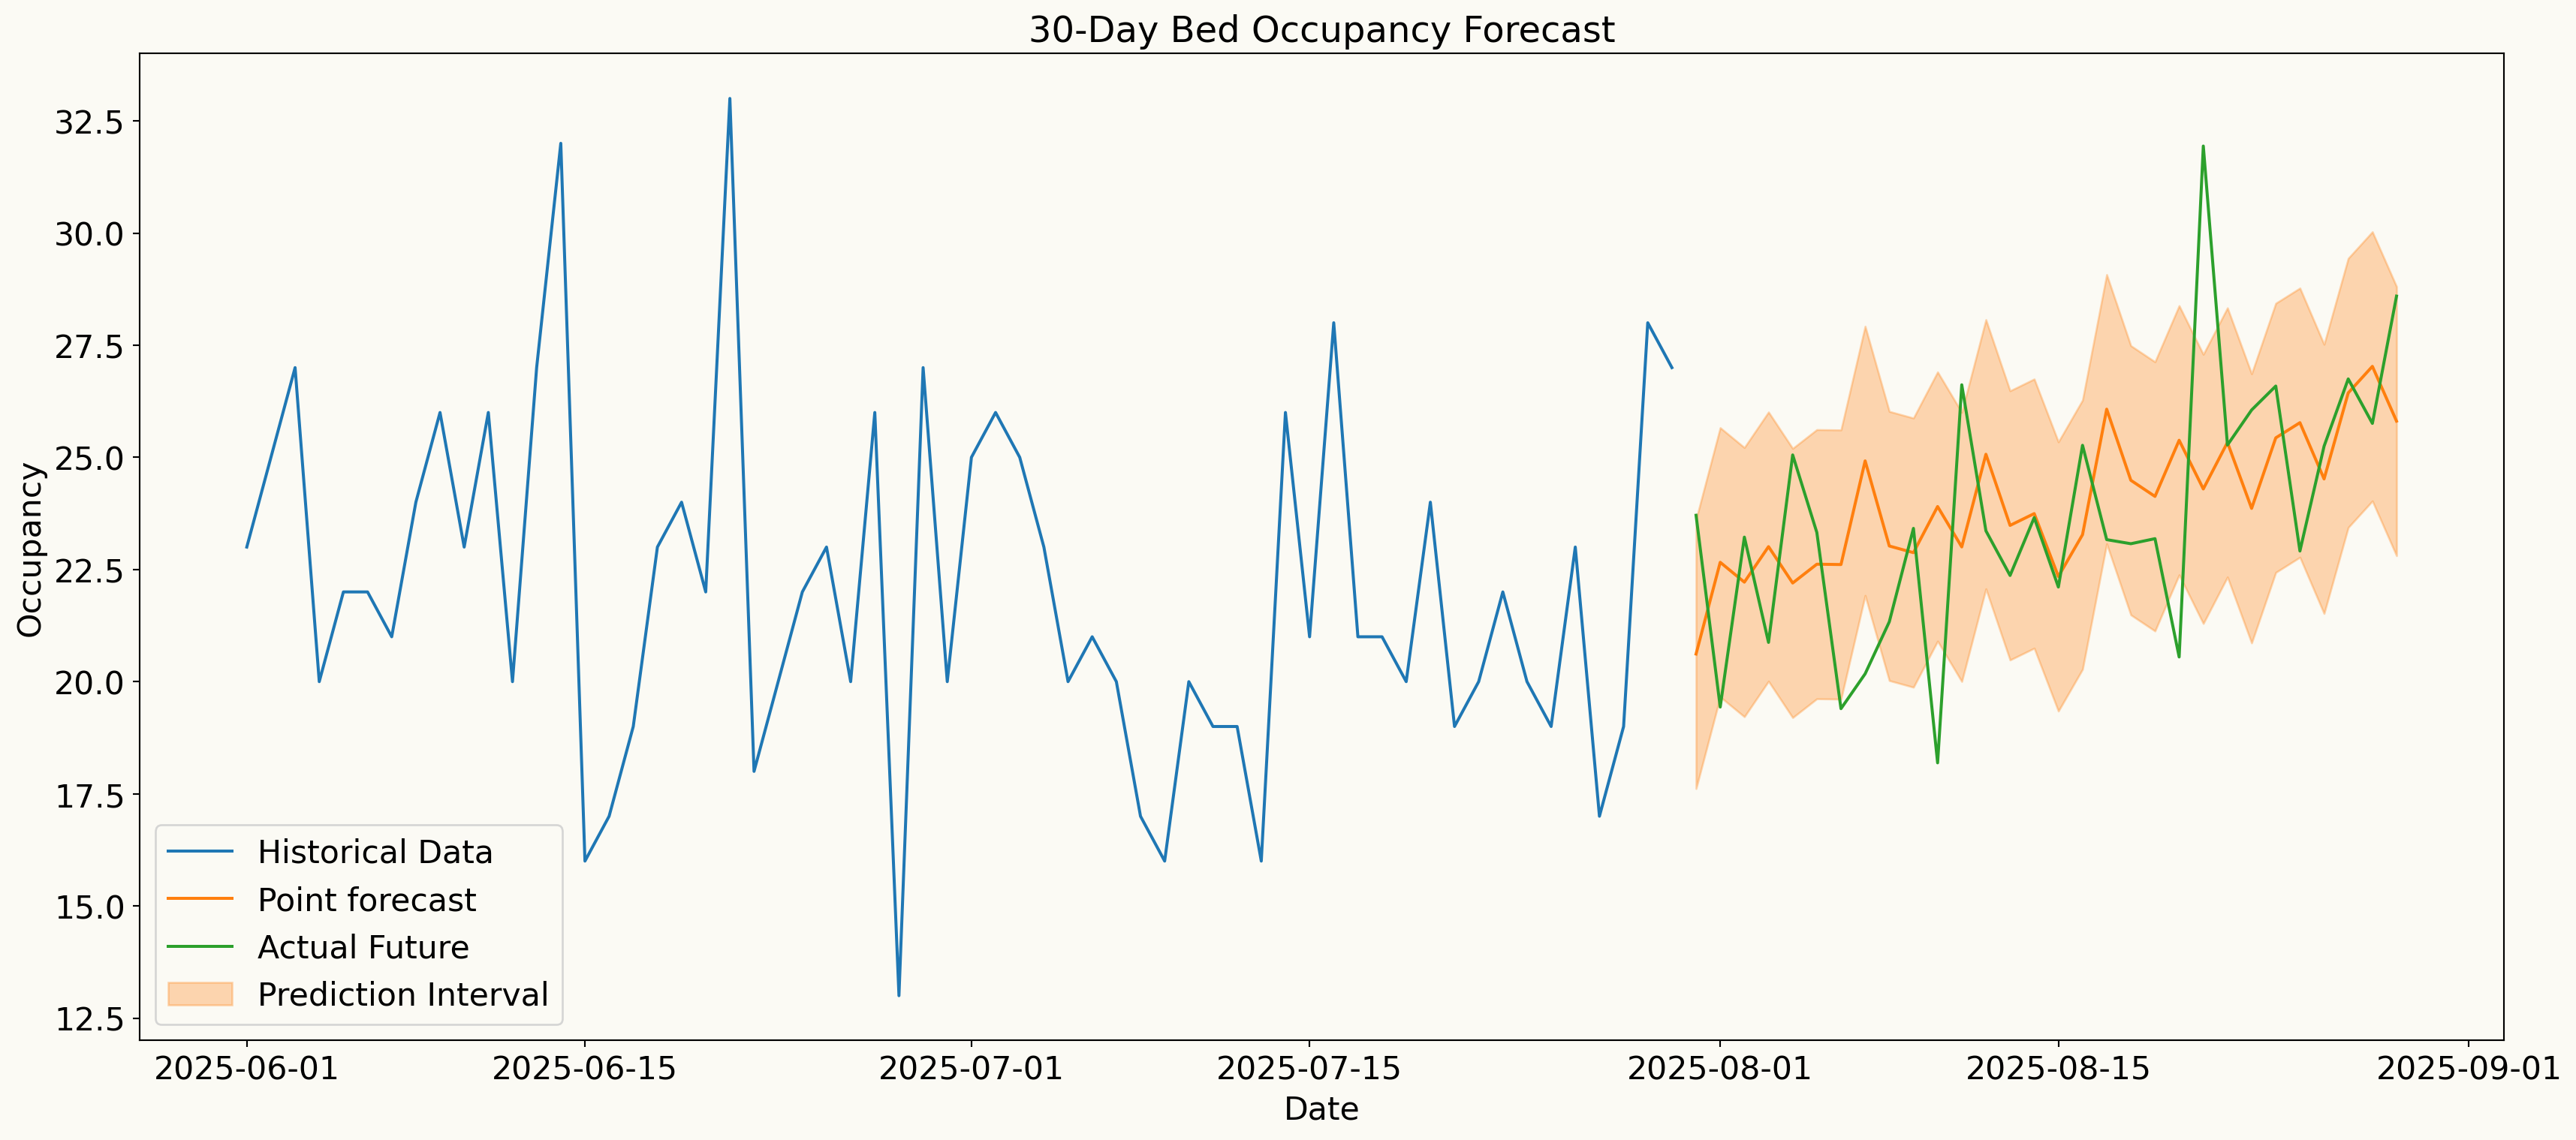 30-Day Bed Occupancy Forecast
Occupancy
32.5
30.0
27.5
25.0
22.5
20.0
17.5
15.0
12.5
Historical Data
Point forecast
Actual Future
Prediction Interval
2025-06-01
2025-06-15
2025-07-01
2025-07-15
2025-08-01
2025-08-15
2025-09-01
Date